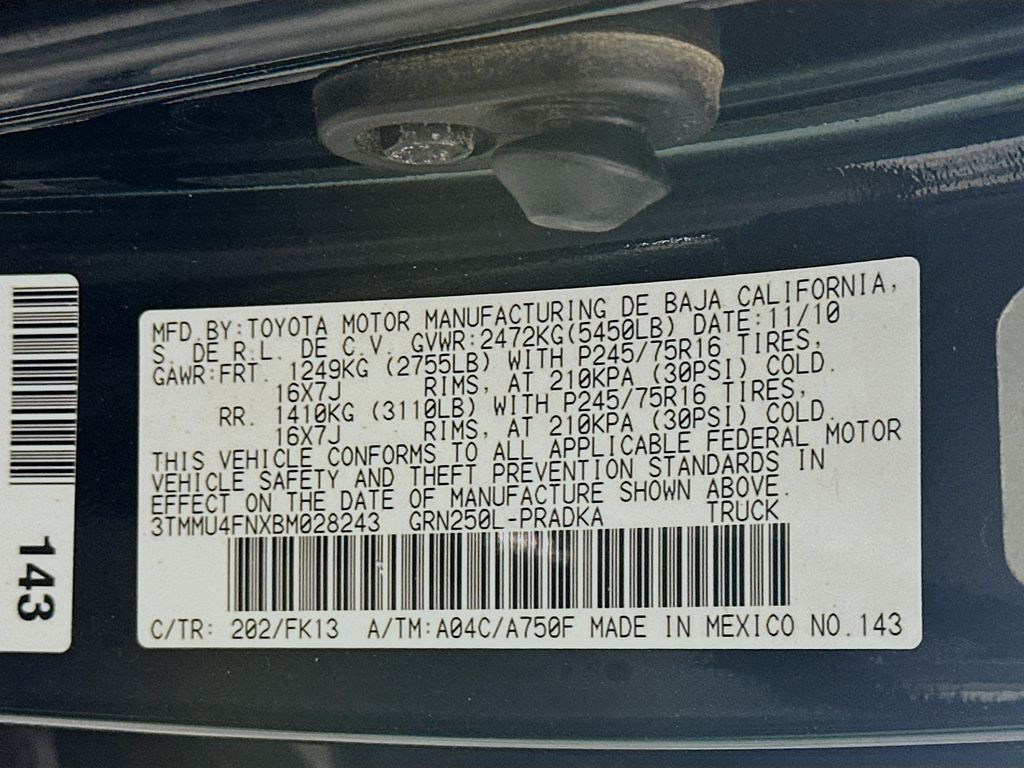 MFD.BY:TOYOTA MOTOR MANUFACTURING DE BAJA CALIFORNIA,
S. DE R.L. DE C.V. GVWR:2472KG(5450LB) DATE:11/10
GAWR:FRT. 1249KG (2755LB) WITH P245/75R16 TIRES,
16X7J RIMS, AT 210KPA (30PSI) COLD.
RR. 1410KG (3110LB) WITH P245/75R16 TIRES,
16X7J RIMS, AT 210KPA (30PSI) COLD.
THIS VEHICLE CONFORMS TO ALL APPLICABLE FEDERAL MOTOR
VEHICLE SAFETY AND THEFT PREVENTION STANDARDS IN
EFFECT ON THE DATE OF MANUFACTURE SHOWN ABOVE.
3TMMU4FNXBM028243 GRN250L-PRADKA TRUCK
C/TR: 202/FK13 A/TM:A04C/A750F MADE IN MEXICO NO.143
143